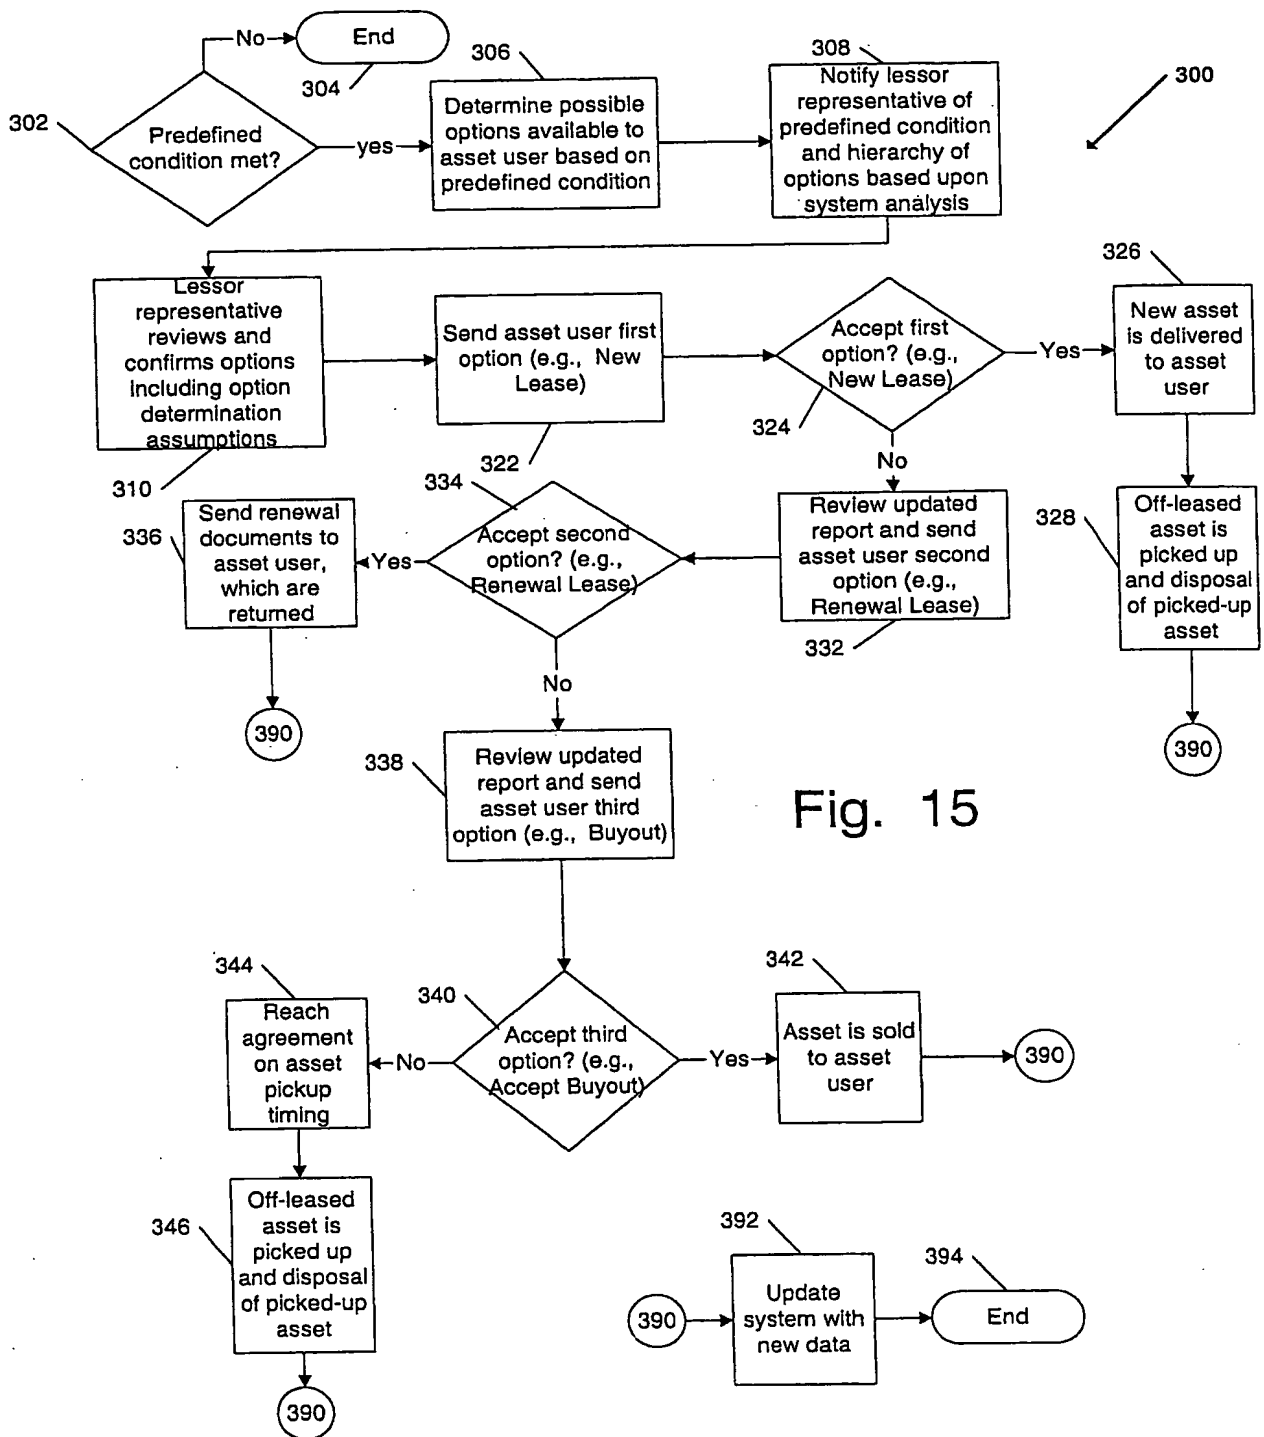 No
End
304
302
Predefined
condition met?
yes
306
Determine possible
options available to
asset user based on
predefined condition
308
Notify lessor
representative of
predefined condition
and hierarchy of
options based upon
system analysis
300
Lessor
representative
reviews and
confirms options
including option
determination
assumptions
310
Send asset user first
option (e.g., New
Lease)
322
Accept first
option? (e.g.,
New Lease)
324
Yes
No
326
New asset
is delivered
to asset
user
328
Off-leased
asset is
picked up
and disposal
of picked-up
asset
390
Review updated
report and send
asset user second
option (e.g.,
Renewal Lease)
332
334
Accept second
option? (e.g.,
Renewal Lease)
Yes
No
336
Send renewal
documents to
asset user,
which are
returned
390
338
Review updated
report and send
asset user third
option (e.g., Buyout)
Fig. 15
340
Accept third
option? (e.g.,
Accept Buyout)
Yes
No
342
Asset is sold
to asset
user
390
344
Reach
agreement
on asset
pickup
timing
346
Off-leased
asset is
picked up
and disposal
of picked-up
asset
390
390
392
Update
system with
new data
394
End